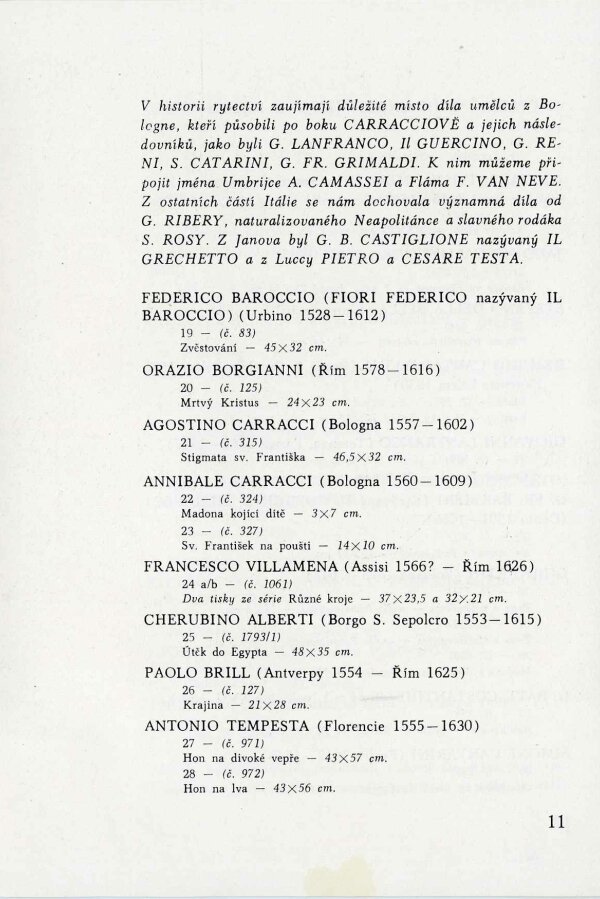 V historii rytectví zaujímají důležité místo díla umělců z Bo-
logne, kteří působili po boku CARRACCIOVĚ a jejich násle-
dovníků, jako byli G. LANFRANCO, Il GUERCINO, G. RE-
NI, S. CATARINI, G. FR. GRIMALDI. K nim můžeme při-
pojit jména Umbrijce A. CAMASSEI a Fláma F. VAN NEVE.
Z ostatních částí Itálie se nám dochovala významná díla od
G. RIBERY, naturalizovaného Neapolitánce a slavného rodáka
S. ROSY. Z Janova byl G. B. CASTIGLIONE nazývaný IL
GRECHETTO a z Luccy PIETRO a CESARE TESTA.
FEDERICO BAROCCIO (FIORI FEDERICO nazývaný IL
BAROCCIO) (Urbino 1528—1612)
19 — (č. 83)
Zvěstování — 45×32 cm.
ORAZIO BORGIANNI (Řím 1578—1616)
20 — (č. 125)
Mrtvý Kristus — 24×23 cm.
AGOSTINO CARRACCI (Bologna 1557—1602)
21 — (č. 315)
Stigmata sv. Františka — 46,5×32 cm.
ANNIBALE CARRACCI (Bologna 1560—1609)
22 — (č. 324)
Madona kojící dítě — 3×7 cm.
23 — (č. 327)
Sv. František na poušti — 14×10 cm.
FRANCESCO VILLAMENA (Assisi 1566? — Řím 1626)
24 a/b — (č. 1061)
Dva tisky ze série Různé kroje — 37×23,5 a 32×21 cm.
CHERUBINO ALBERTI (Borgo S. Sepolcro 1553—1615)
25 — (č. 1793/1)
Útěk do Egypta — 48×35 cm.
PAOLO BRILL (Antverpy 1554 — Řím 1625)
26 — (č. 127)
Krajina — 21×28 cm.
ANTONIO TEMPESTA (Florencie 1555—1630)
27 — (č. 971)
Hon na divoké vepře — 43×57 cm.
28 — (č. 972)
Hon na lva — 43×56 cm.
11